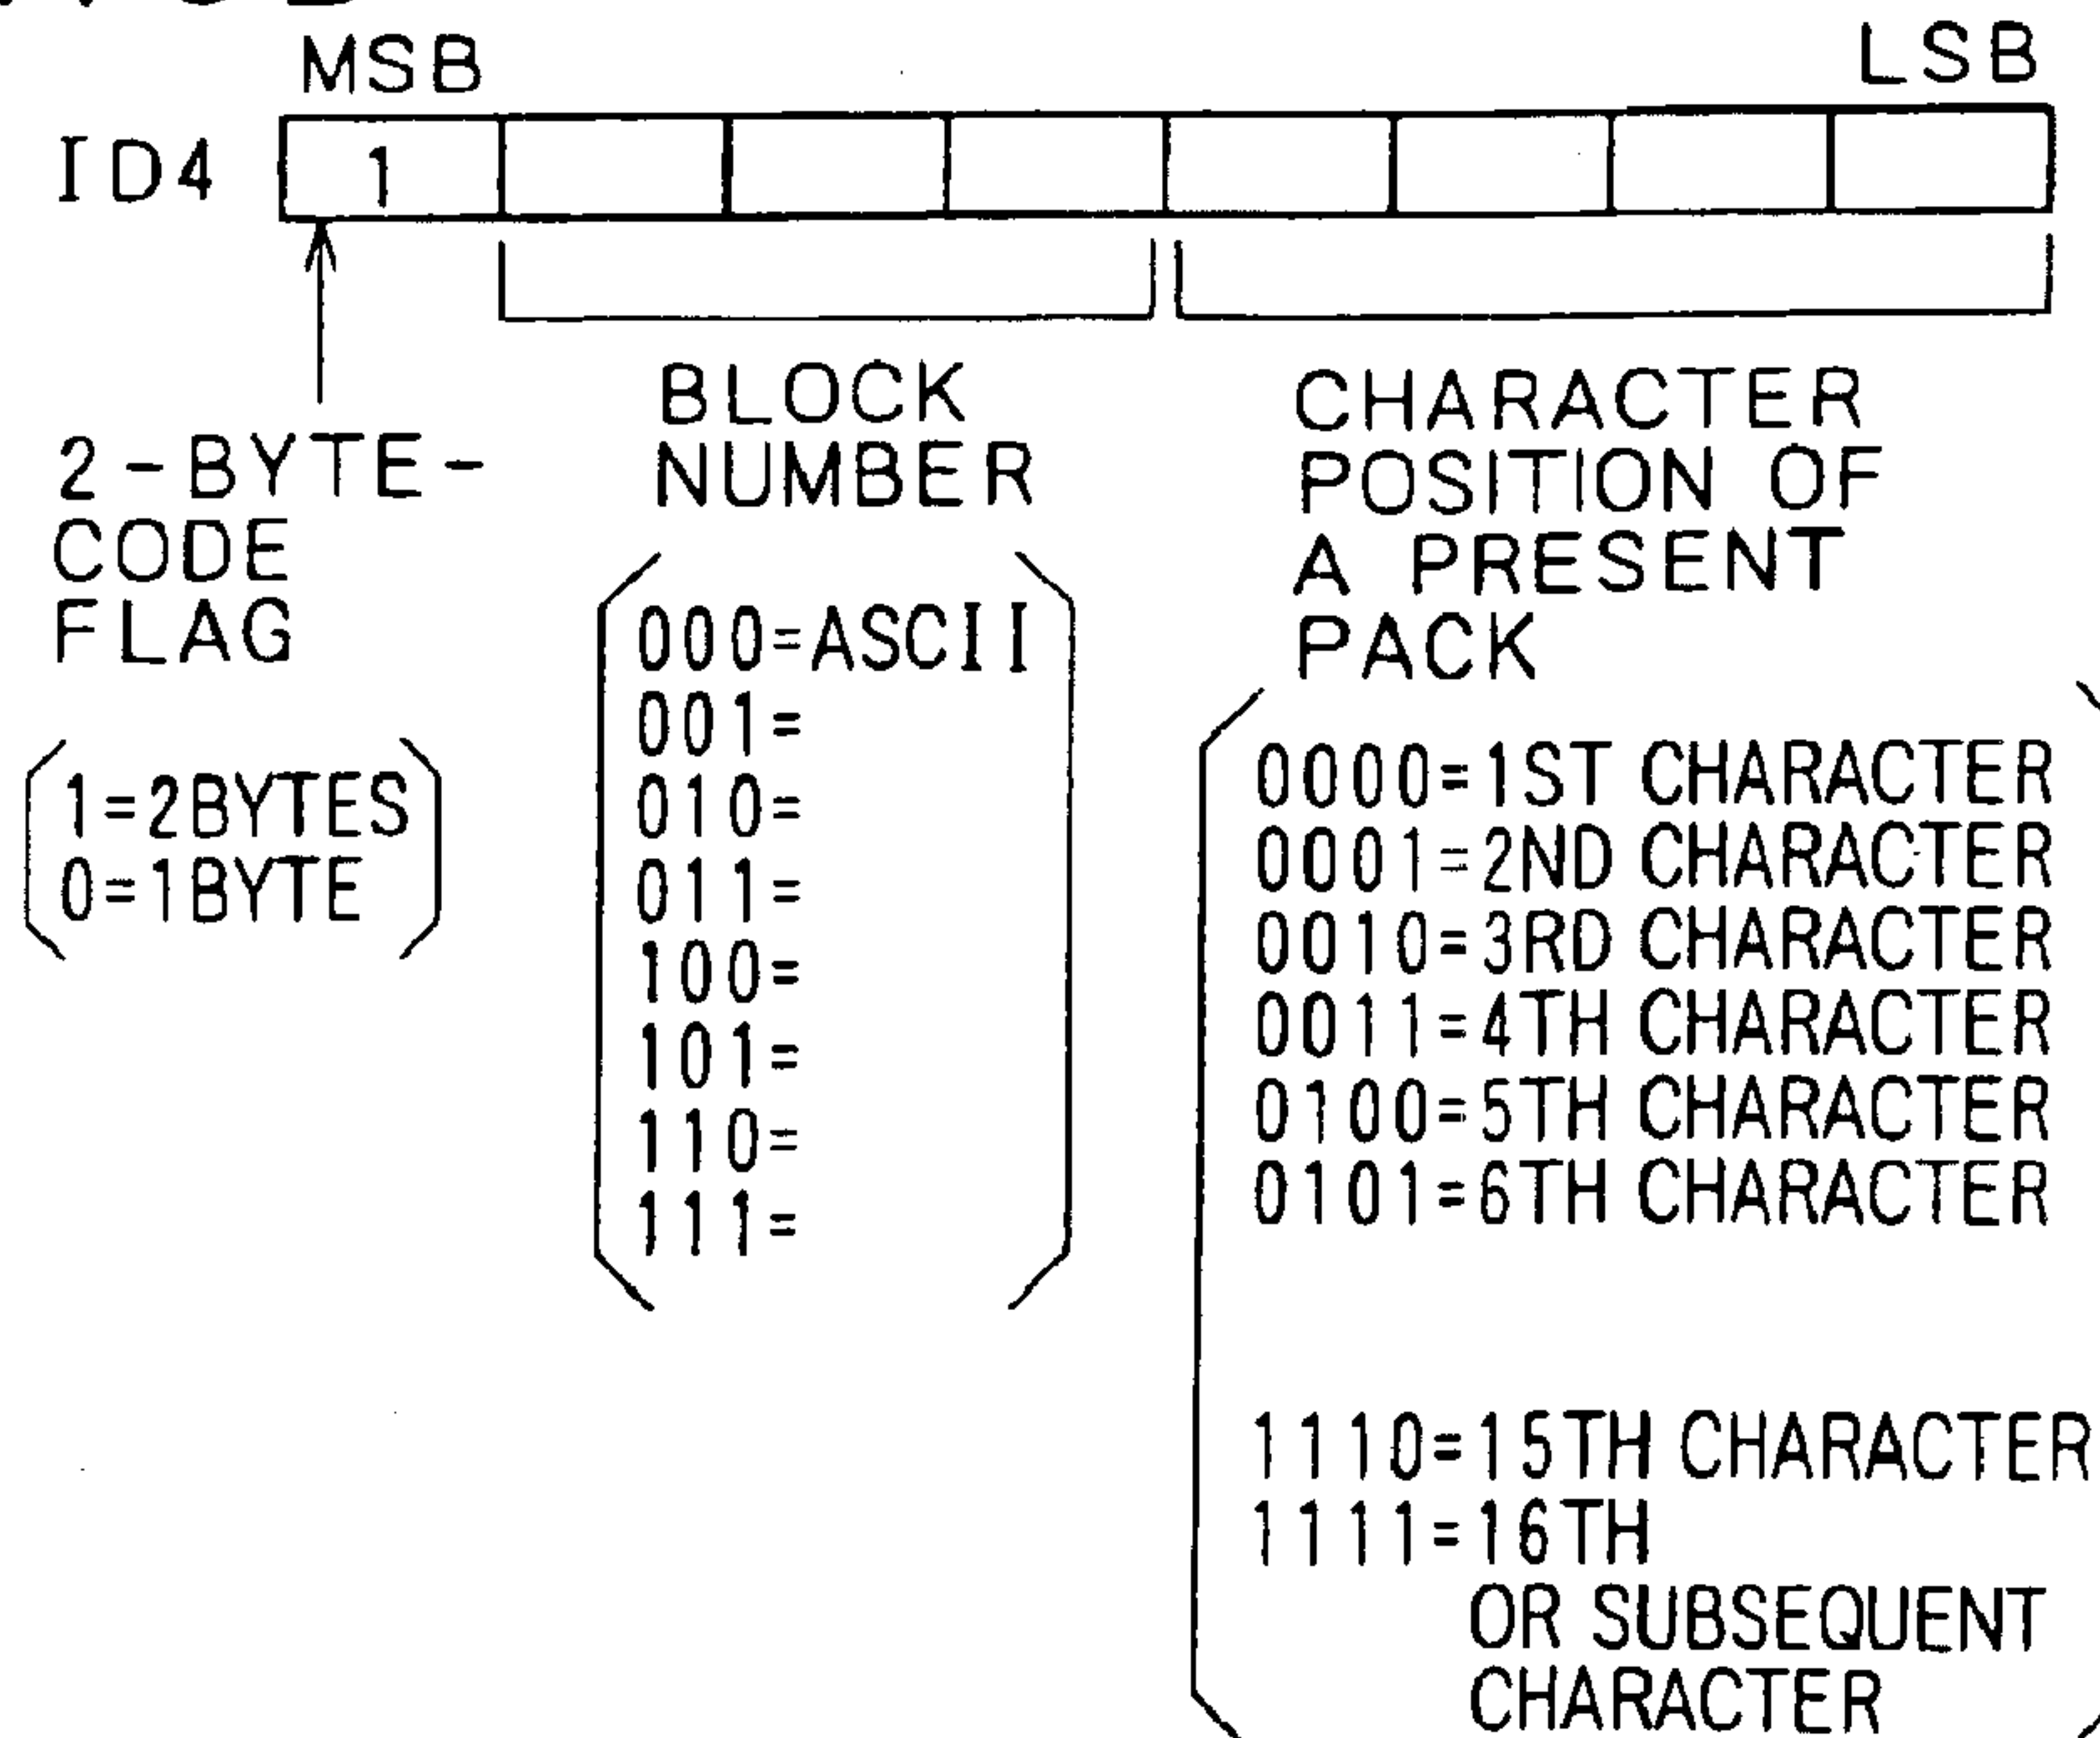 MSB LSB
ID4 1
2-BYTE-
CODE
FLAG
1=2BYTES
0=1BYTE
BLOCK
NUMBER
000=ASCII
001=
010=
011=
100=
101=
110=
111=
CHARACTER
POSITION OF
A PRESENT
PACK
0000=1ST CHARACTER
0001=2ND CHARACTER
0010=3RD CHARACTER
0011=4TH CHARACTER
0100=5TH CHARACTER
0101=6TH CHARACTER
1110=15TH CHARACTER
1111=16TH
OR SUBSEQUENT
CHARACTER